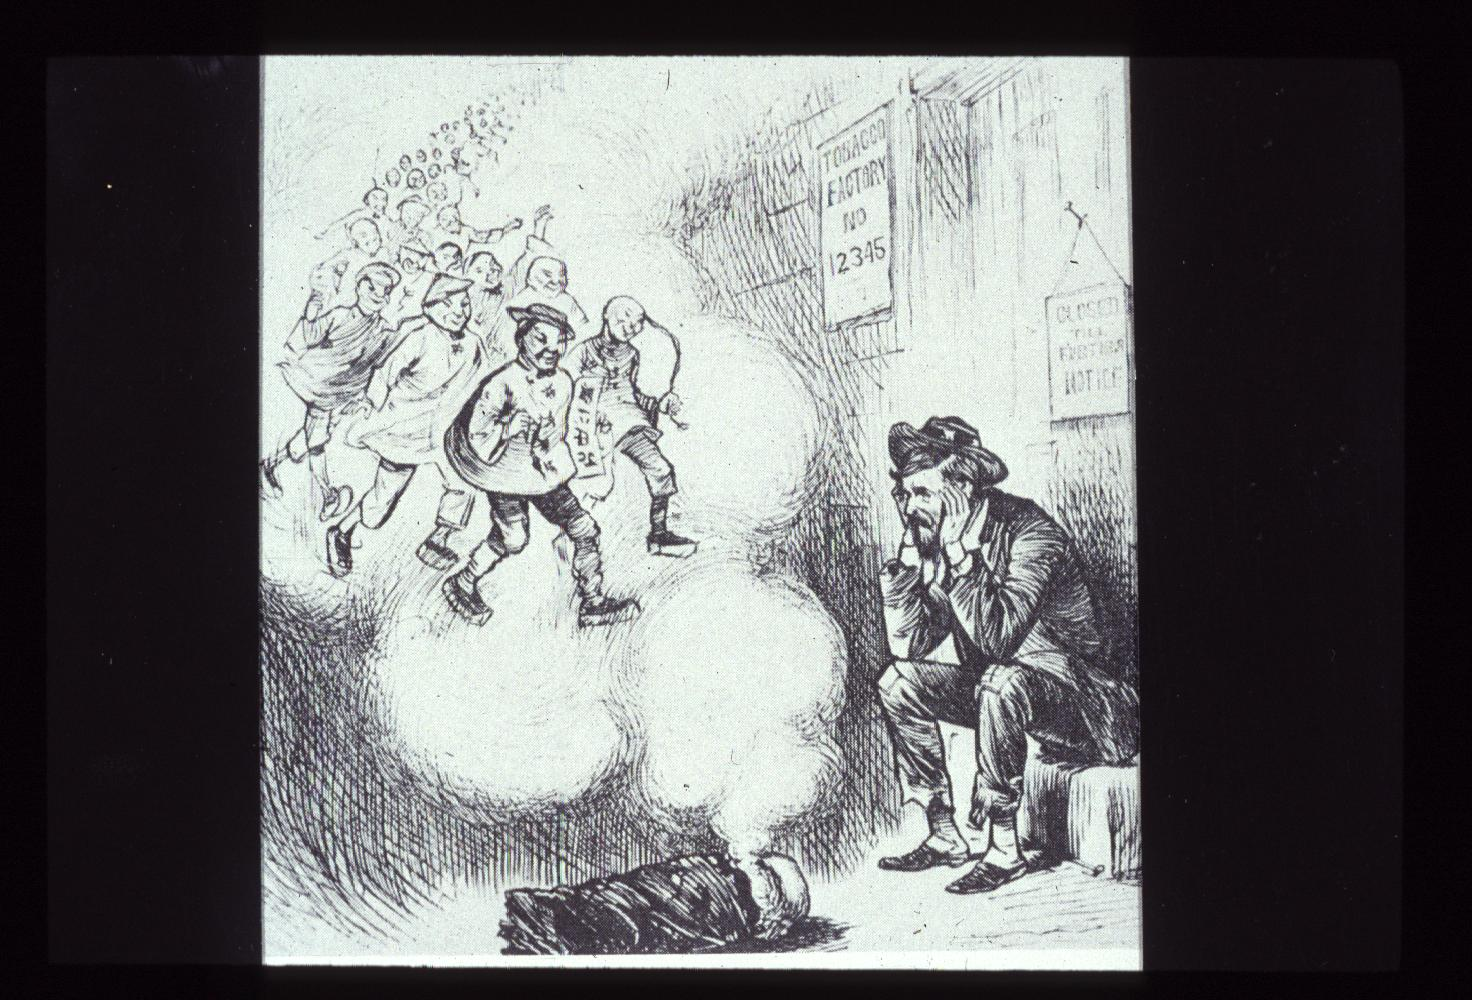 TOBACCO
FACTORY
NO
12345
CLOSED
TILL
FURTHER
NOTICE